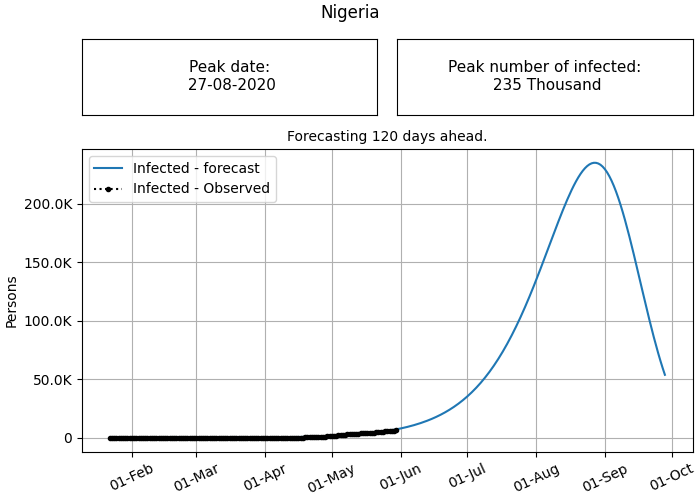 Nigeria
Peak date:
27-08-2020
Peak number of infected:
235 Thousand
Forecasting 120 days ahead.
Infected - forecast
Infected - Observed
Persons
200.0K
150.0K
100.0K
50.0K
0
01-Feb
01-Mar
01-Apr
01-May
01-Jun
01-Jul
01-Aug
01-Sep
01-Oct